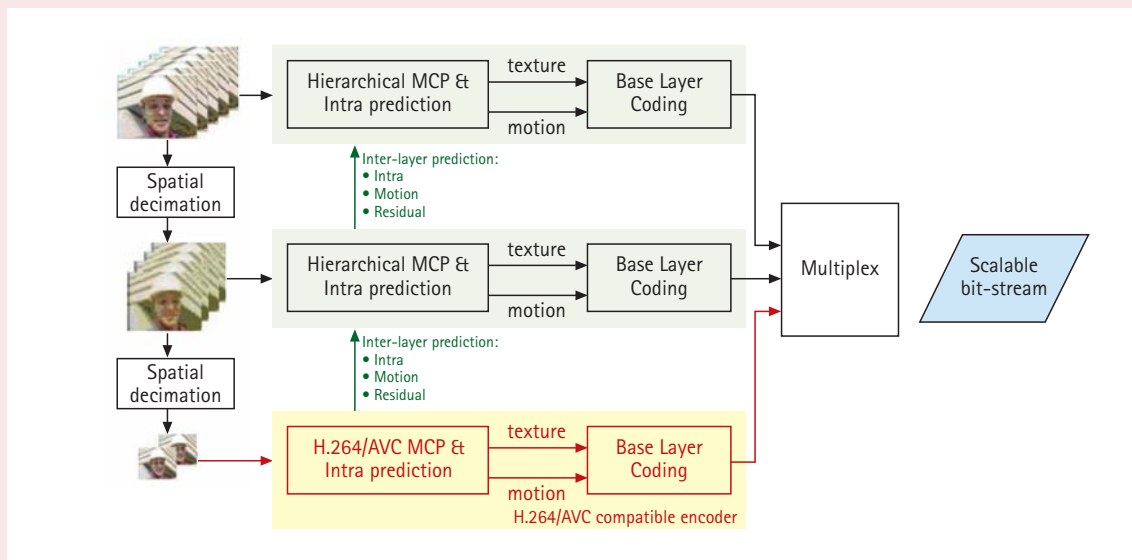 Hierarchical MCP &
Intra prediction
texture
motion
Base Layer
Coding
Spatial
decimation
Inter-layer prediction:
• Intra
• Motion
• Residual
Hierarchical MCP &
Intra prediction
texture
motion
Base Layer
Coding
Multiplex
Scalable
bit-stream
Spatial
decimation
Inter-layer prediction:
• Intra
• Motion
• Residual
H.264/AVC MCP &
Intra prediction
texture
motion
Base Layer
Coding
H.264/AVC compatible encoder